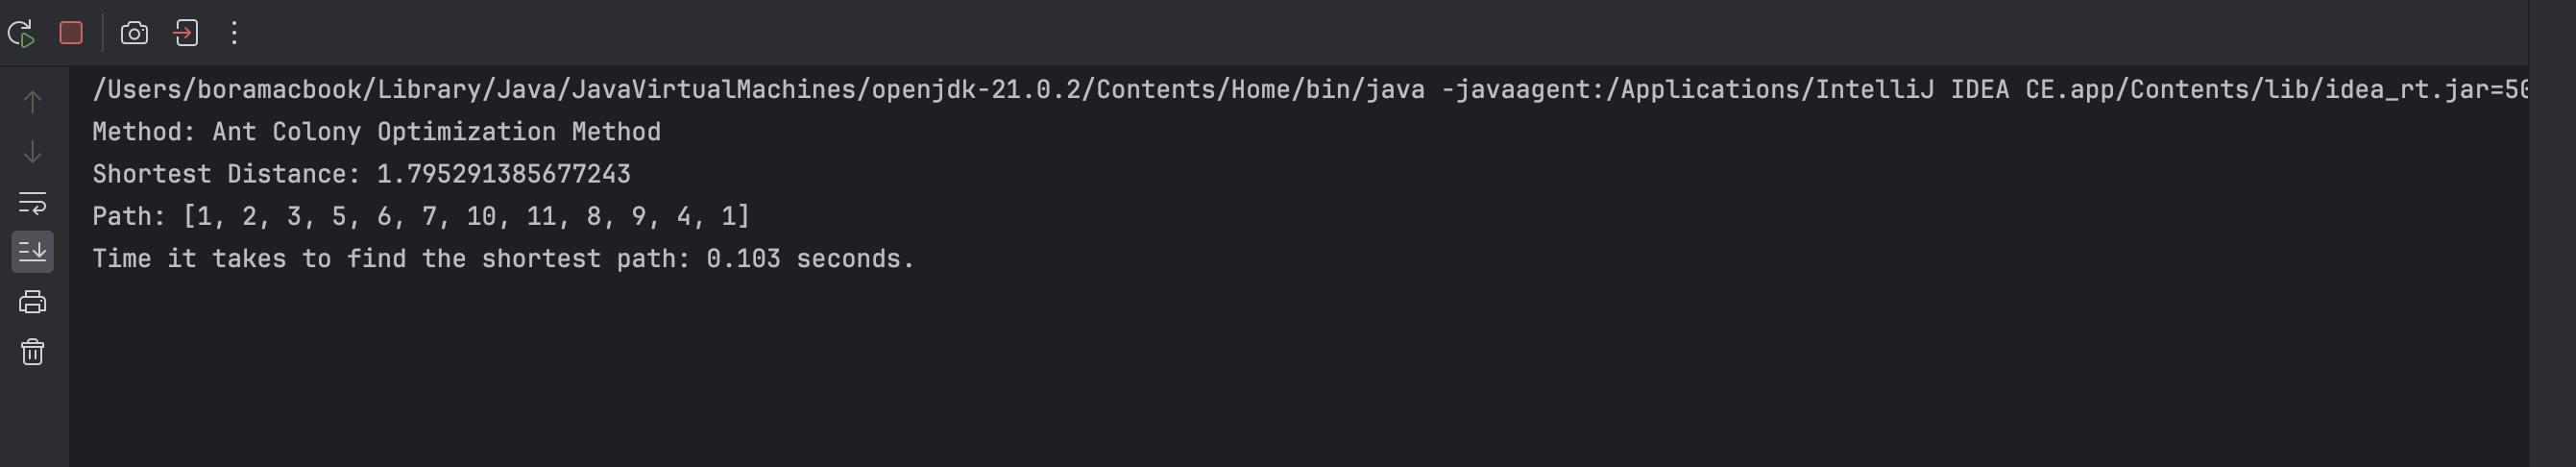 /Users/boramacbook/Library/Java/JavaVirtualMachines/openjdk-21.0.2/Contents/Home/bin/java -javaagent:/Applications/IntelliJ IDEA CE.app/Contents/lib/idea_rt.jar=50
Method: Ant Colony Optimization Method
Shortest Distance: 1.795291385677243
Path: [1, 2, 3, 5, 6, 7, 10, 11, 8, 9, 4, 1]
Time it takes to find the shortest path: 0.103 seconds.